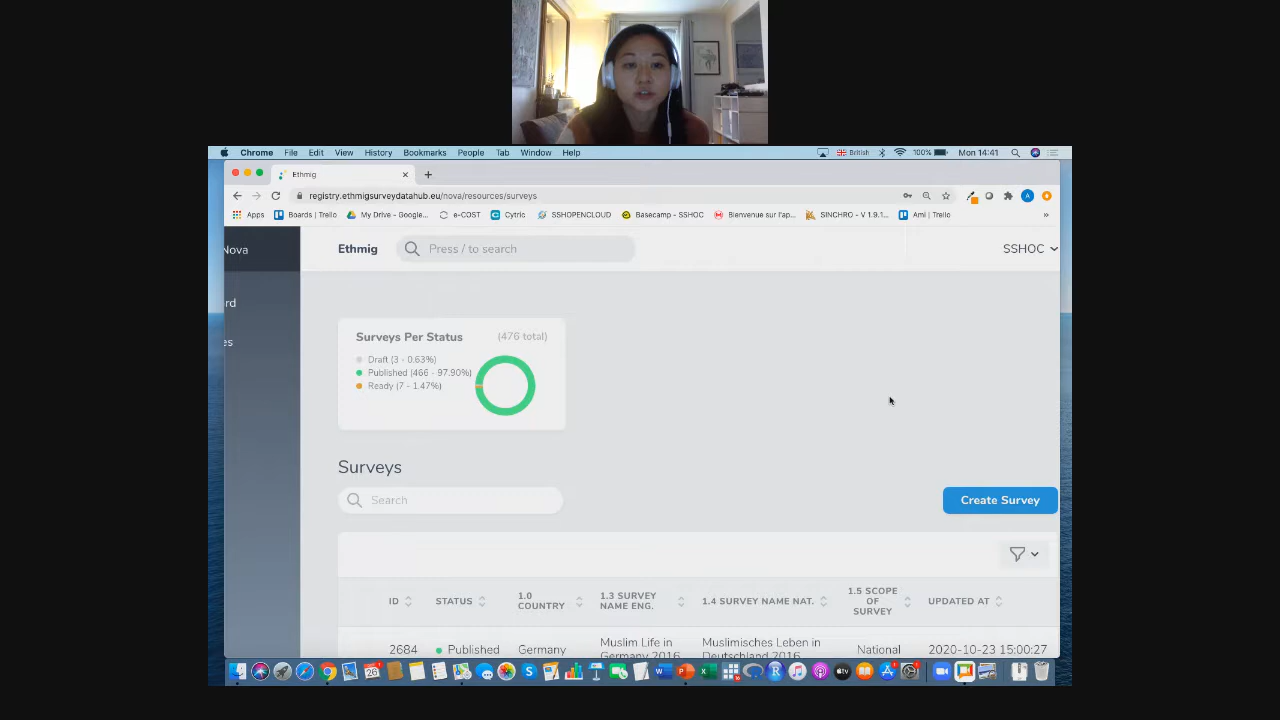 Chrome File Edit View History Bookmarks People Tab Window Help British 100% Mon 14:41
Ethmig
registry.ethmigsurveydatahub.eu/nova/resources/surveys
Apps Boards | Trello My Drive - Google... e-COST Cytric SSHOPENCLOUD Basecamp - SSHOC Bienvenue sur l'ap... SINCHRO - V 1.9.1... Ami | Trello »
Nova
Ethmig Press / to search SSHOC
rd
es
Surveys Per Status (476 total)
Draft (3 - 0.63%)
Published (466 - 97.90%)
Ready (7 - 1.47%)
Surveys
Search
Create Survey
ID STATUS 1.0 COUNTRY 1.3 SURVEY NAME ENG. 1.4 SURVEY NAME NAT. 1.5 SCOPE OF SURVEY UPDATED AT
2684 Published Germany Muslim Life in Germany 2016 Muslimisches Leben in Deutschland 2016 National 2020-10-23 15:00:27